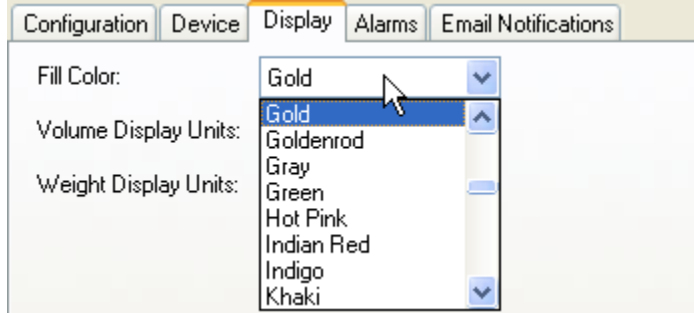 Configuration Device Display Alarms Email Notifications
Fill Color: Gold
Gold
Volume Display Units:
Goldenrod
Gray
Weight Display Units:
Green
Hot Pink
Indian Red
Indigo
Khaki